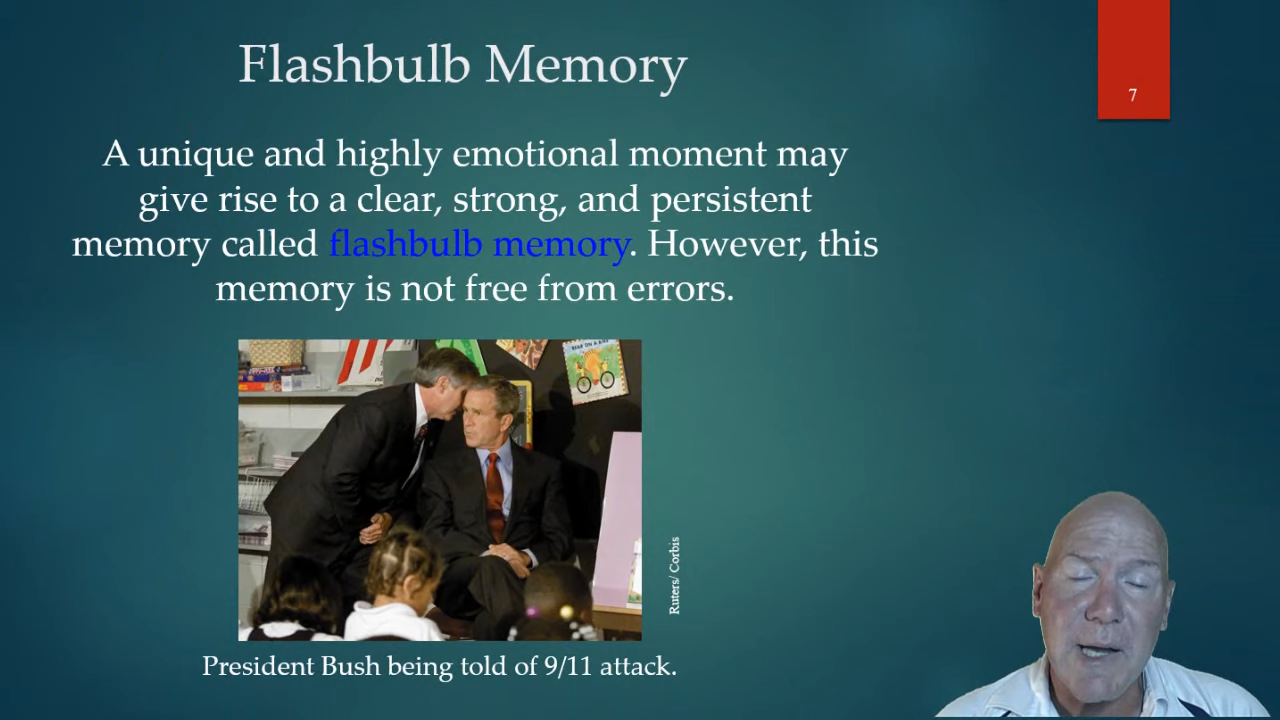 Flashbulb Memory
7
A unique and highly emotional moment may
give rise to a clear, strong, and persistent
memory called flashbulb memory. However, this
memory is not free from errors.
Ruters/ Corbis
President Bush being told of 9/11 attack.